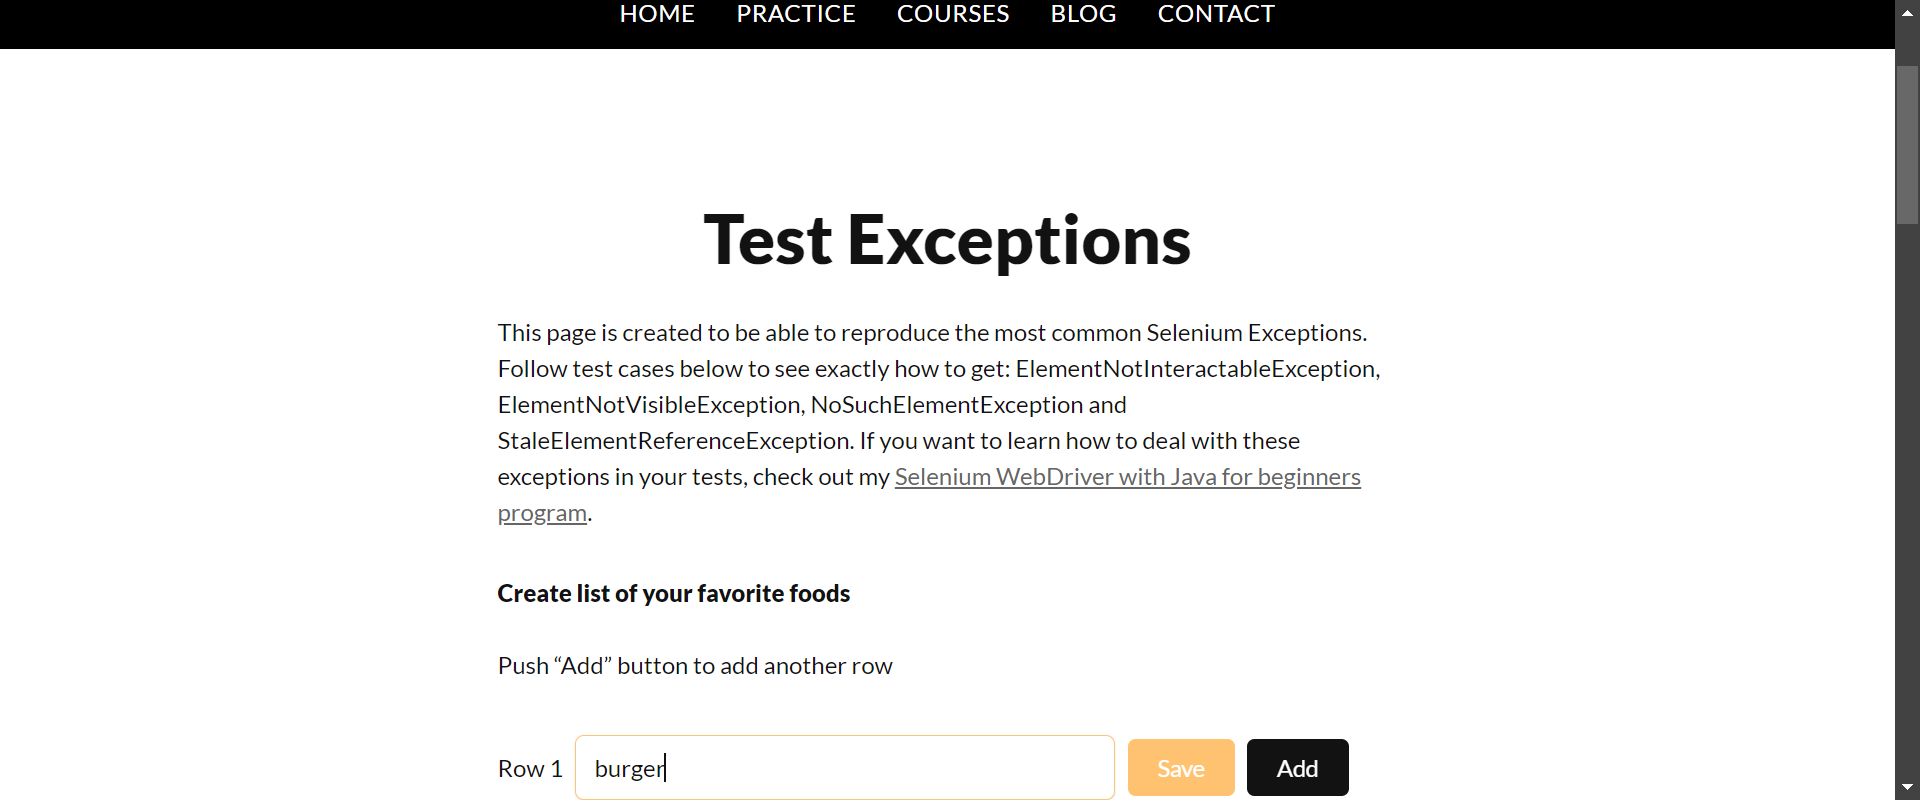 HOME PRACTICE COURSES BLOG CONTACT
Test Exceptions
This page is created to be able to reproduce the most common Selenium Exceptions.
Follow test cases below to see exactly how to get: ElementNotInteractableException,
ElementNotVisibleException, NoSuchElementException and
StaleElementReferenceException. If you want to learn how to deal with these
exceptions in your tests, check out my Selenium WebDriver with Java for beginners
program.
Create list of your favorite foods
Push “Add” button to add another row
Row 1 burger Save Add